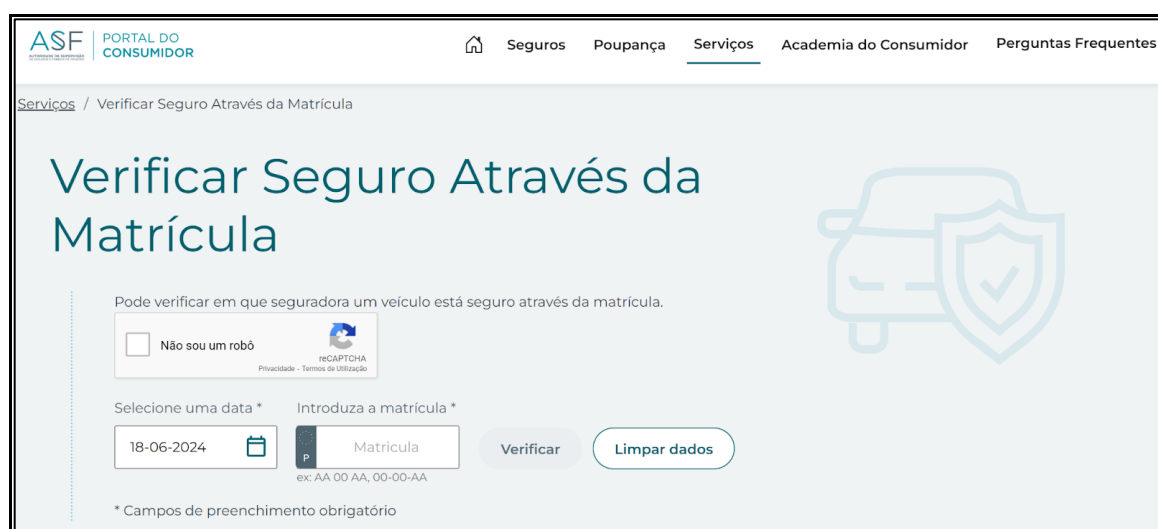 ASF
PORTAL DO
CONSUMIDOR
Seguros
Poupança
Serviços
Academia do Consumidor
Perguntas Frequentes
Serviços / Verificar Seguro Através da Matrícula
Verificar Seguro Através da
Matrícula
Pode verificar em que seguradora um veículo está seguro através da matrícula.
Não sou um robô
reCAPTCHA
Privacidade - Termos de Utilização
Selecione uma data *
Introduza a matrícula *
18-06-2024
P
Matricula
Verificar
Limpar dados
ex: AA 00 AA, 00-00-AA
* Campos de preenchimento obrigatório